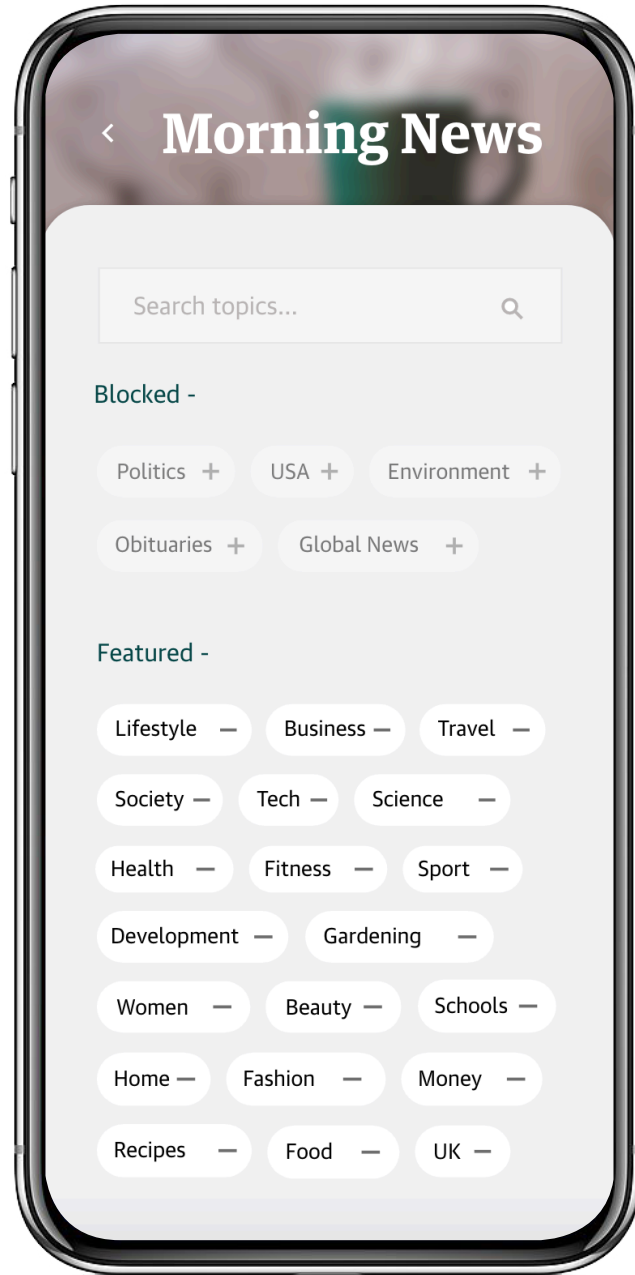 Morning News
Search topics...
Blocked -
Politics + USA + Environment +
Obituaries + Global News +
Featured -
Lifestyle — Business — Travel —
Society — Tech — Science —
Health — Fitness — Sport —
Development — Gardening —
Women — Beauty — Schools —
Home — Fashion — Money —
Recipes — Food — UK —